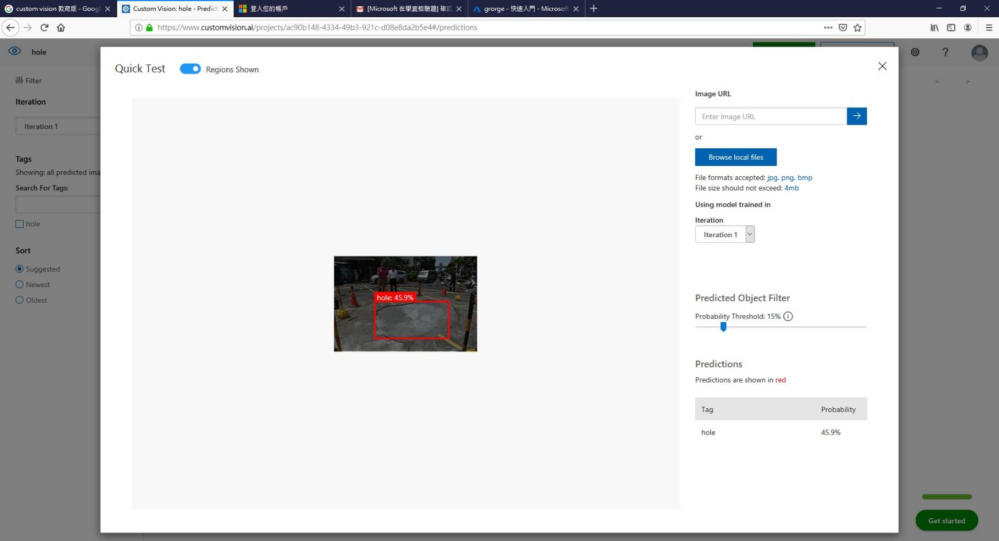 custom vision 教育版 - Googl
Custom Vision: hole - Predicti
登入您的帳戶
[Microsoft 在學資格驗證] 確認
grorge - 快速入門 - Microsoft
https://www.customvision.ai/projects/ac90b148-4334-49b3-921c-d08e8da2b5e4#/predictions
hole
?
Filter
Iteration
Iteration 1
Tags
Showing: all predicted ima
Search For Tags:
hole
Sort
Suggested
Newest
Oldest
< >
Quick Test
Regions Shown
hole: 45.9%
Image URL
Enter Image URL
or
Browse local files
File formats accepted: jpg, png, bmp
File size should not exceed: 4mb
Using model trained in
Iteration
Iteration 1
Predicted Object Filter
Probability Threshold: 15%
Predictions
Predictions are shown in red
Tag Probability
hole 45.9%
Get started